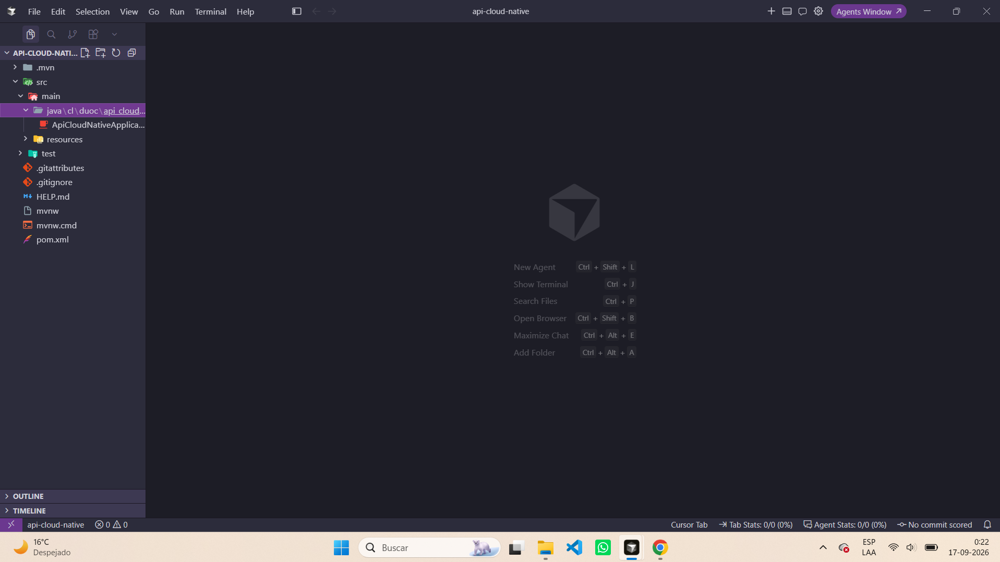 File Edit Selection View Go Run Terminal Help
api-cloud-native
Agents Window
API-CLOUD-NATI...
.mvn
src
main
java\cl\duoc\api_cloud...
ApiCloudNativeApplica...
resources
test
.gitattributes
.gitignore
HELP.md
mvnw
mvnw.cmd
pom.xml
New Agent Ctrl + Shift + L
Show Terminal Ctrl + J
Search Files Ctrl + P
Open Browser Ctrl + Shift + B
Maximize Chat Ctrl + Alt + E
Add Folder Ctrl + Alt + A
OUTLINE
TIMELINE
api-cloud-native 0 0
Cursor Tab Tab Stats: 0/0 (0%) Agent Stats: 0/0 (0%) No commit scored
16°C
Despejado
Buscar
ESP
LAA
0:22
17-09-2026